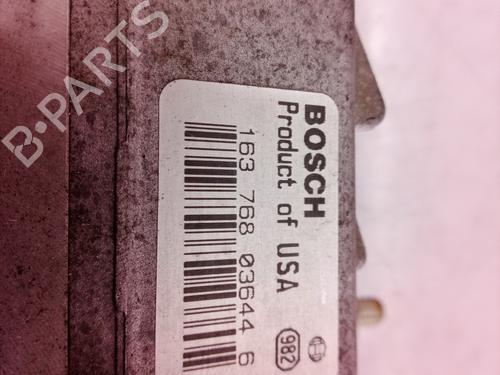 BOSCH
Product of USA
163 768 03644 6
982
B-PARTS